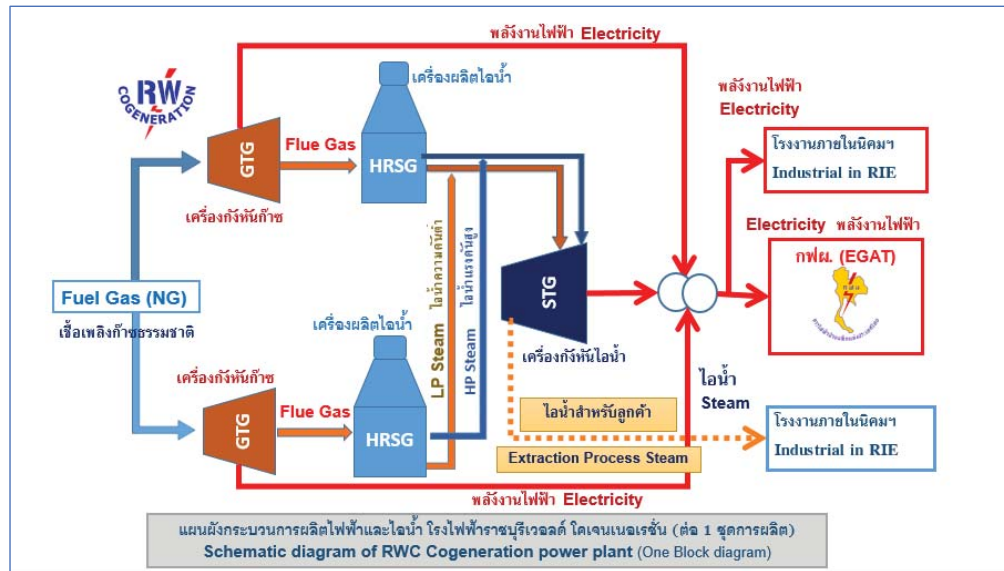 พลังงานไฟฟ้า Electricity
RW
COGENERATION
เครื่องผลิตไอน้ำ
พลังงานไฟฟ้า
Electricity
GTG
Flue Gas
HRSG
โรงงานภายในนิคมฯ
Industrial in RIE
เครื่องกังหันก๊าซ
Electricity พลังงานไฟฟ้า
กฟผ. (EGAT)
LP Steam ไอน้ำความดันต่ำ
HP Steam ไอน้ำแรงดันสูง
STG
Fuel Gas (NG)
เชื้อเพลิงก๊าซธรรมชาติ
เครื่องผลิตไอน้ำ
เครื่องกังหันไอน้ำ
เครื่องกังหันก๊าซ
ไอน้ำ
Steam
GTG
Flue Gas
HRSG
ไอน้ำสำหรับลูกค้า
Extraction Process Steam
โรงงานภายในนิคมฯ
Industrial in RIE
พลังงานไฟฟ้า Electricity
แผนผังกระบวนการผลิตไฟฟ้าและไอน้ำ โรงไฟฟ้าราชบุรีเวอลด์ โคเจนเนอเรชั่น (ต่อ 1 ชุดการผลิต)
Schematic diagram of RWC Cogeneration power plant (One Block diagram)